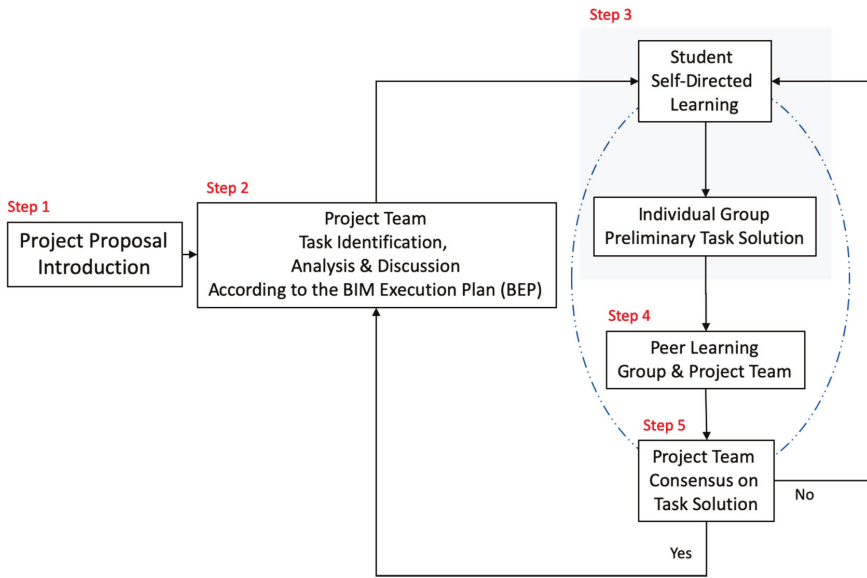 Step 1
Project Proposal
Introduction
Step 2
Project Team
Task Identification,
Analysis & Discussion
According to the BIM Execution Plan (BEP)
Step 3
Student
Self-Directed
Learning
Individual Group
Preliminary Task Solution
Step 4
Peer Learning
Group & Project Team
Step 5
Project Team
Consensus on
Task Solution
No
Yes